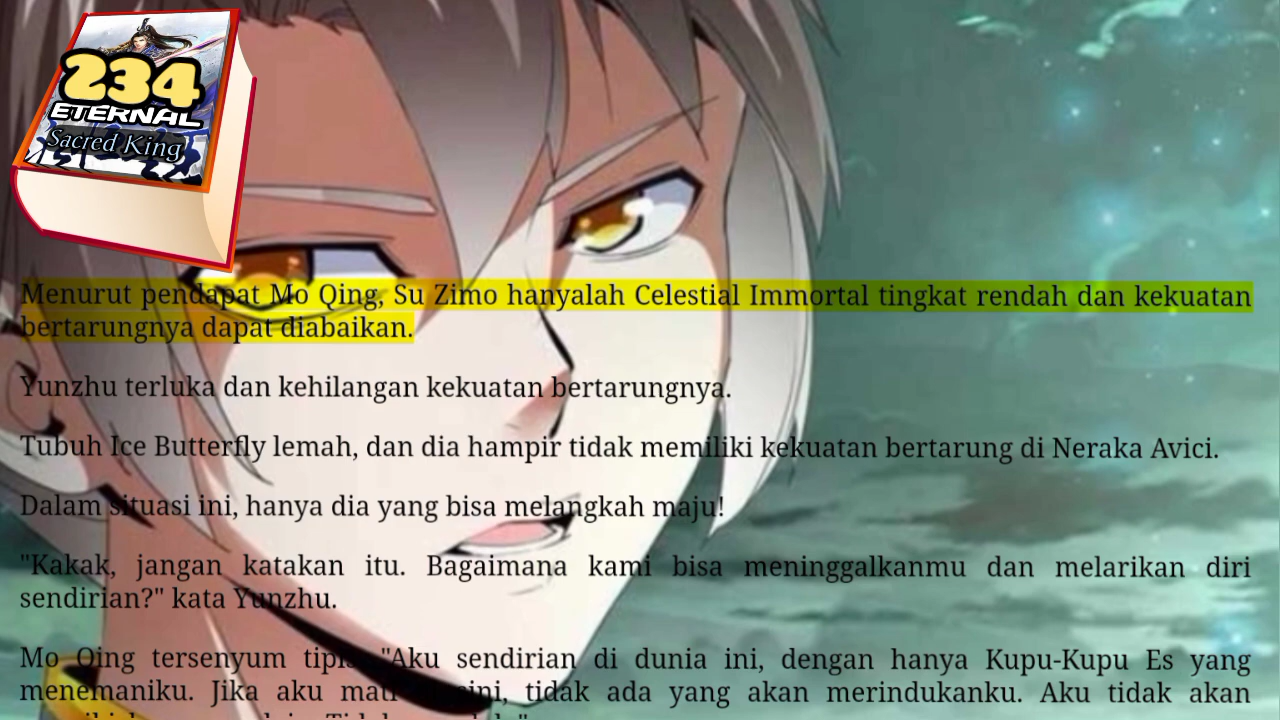 234
ETERNAL
Sacred King
Menurut pendapat Mo Qing, Su Zimo hanyalah Celestial Immortal tingkat rendah dan kekuatan
bertarungnya dapat diabaikan.
Yunzhu terluka dan kehilangan kekuatan bertarungnya.
Tubuh Ice Butterfly lemah, dan dia hampir tidak memiliki kekuatan bertarung di Neraka Avici.
Dalam situasi ini, hanya dia yang bisa melangkah maju!
"Kakak, jangan katakan itu. Bagaimana kami bisa meninggalkanmu dan melarikan diri
sendirian?" kata Yunzhu.
Mo Qing tersenyum tipis. "Aku sendirian di dunia ini, dengan hanya Kupu-Kupu Es yang
menemaniku. Jika aku mati di sini, tidak ada yang akan merindukanku. Aku tidak akan